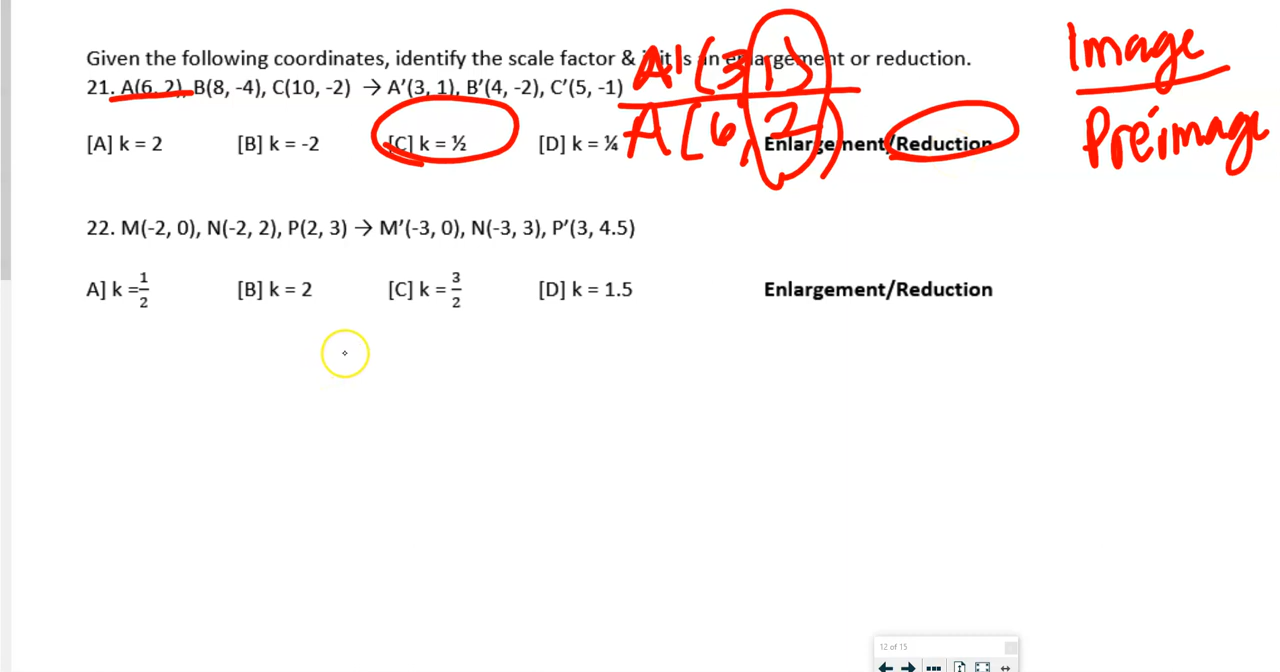 Given the following coordinates, identify the scale factor & if it is an enlargement or reduction.
21. A(6, 2), B(8, -4), C(10, -2) → A′(3, 1), B′(4, -2), C′(5, -1)
[A] k = 2 [B] k = -2 [C] k = ½ [D] k = ¼ Enlargement/Reduction
A'(3, 1)
A(6, 2)
Image
Preimage
22. M(-2, 0), N(-2, 2), P(2, 3) → M′(-3, 0), N(-3, 3), P′(3, 4.5)
A] k = 1/2 [B] k = 2 [C] k = 3/2 [D] k = 1.5 Enlargement/Reduction
12 of 15